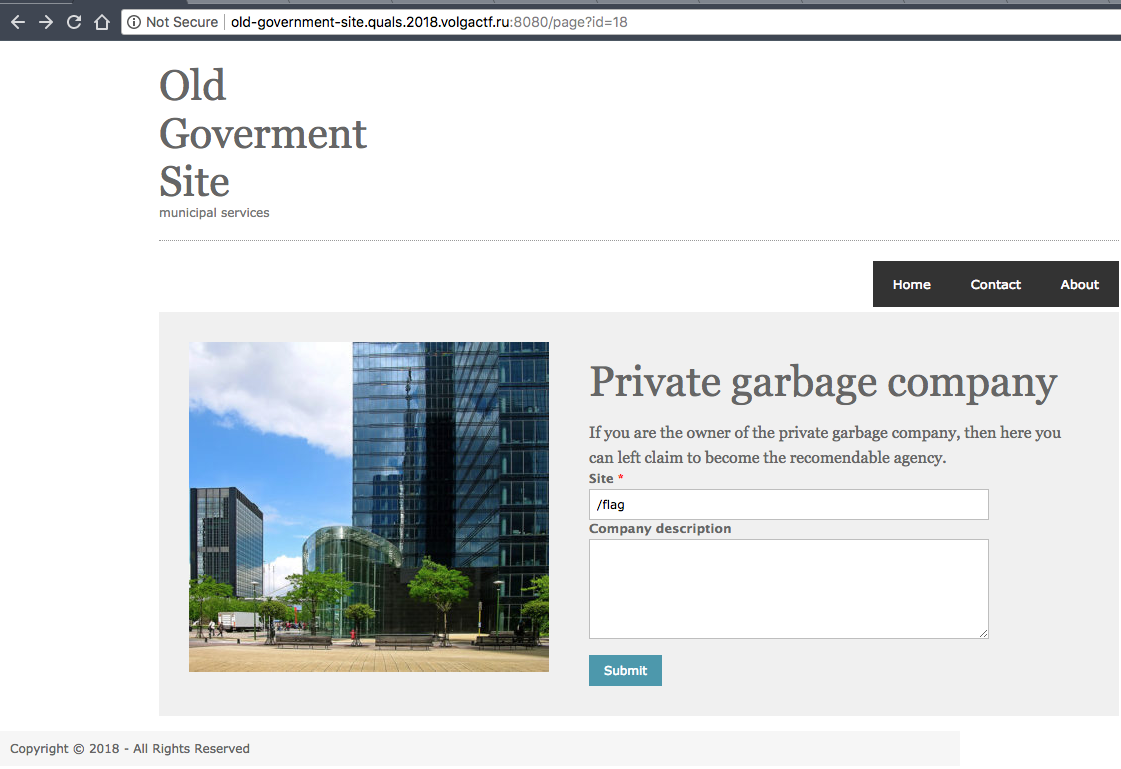 Not Secure old-government-site.quals.2018.volgactf.ru:8080/page?id=18
Old
Goverment
Site
municipal services
Home Contact About
Private garbage company
If you are the owner of the private garbage company, then here you
can left claim to become the recomendable agency.
Site *
/flag
Company description
Submit
Copyright © 2018 - All Rights Reserved